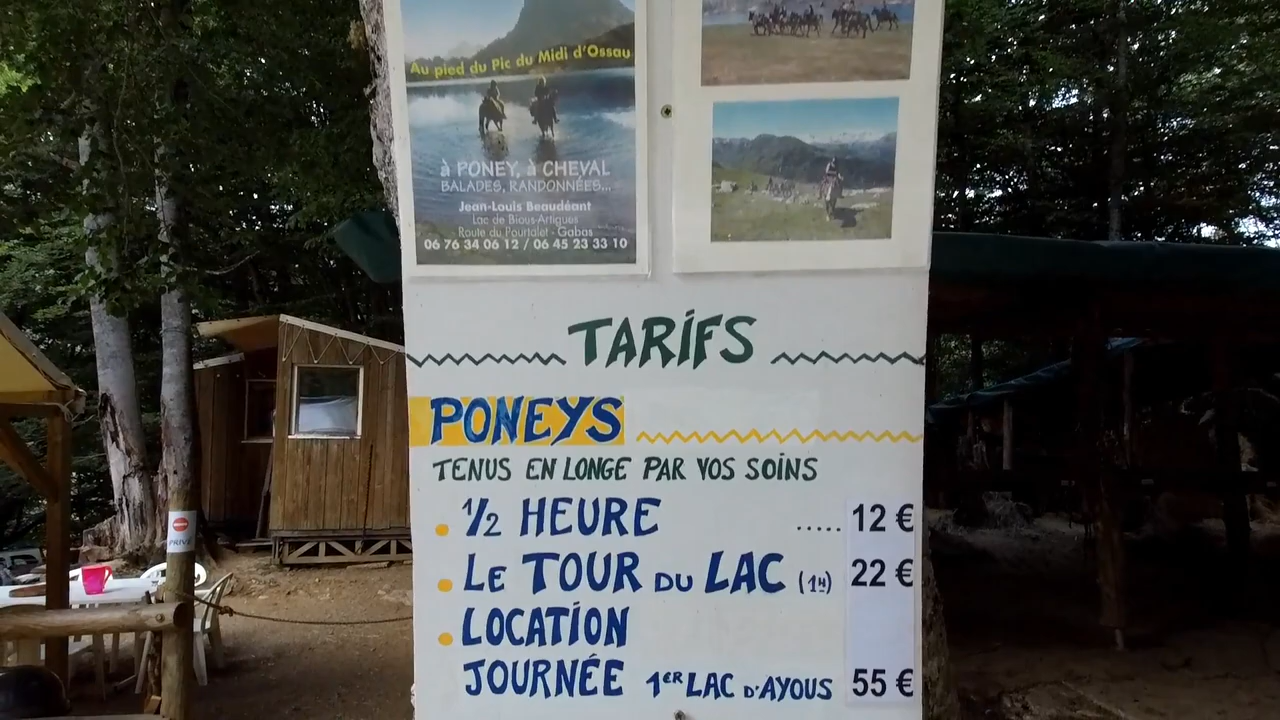 Au pied du Pic du Midi d'Ossau
à PONEY, à CHEVAL
BALADES, RANDONNÉES...
Jean-Louis Beaudéant
Lac de Bious-Artigues
Route du Pourtalet - Gabas
06 76 34 06 12 / 06 45 23 33 10
TARIFS
PONEYS
TENUS EN LONGE PAR VOS SOINS
1/2 HEURE ..... 12 €
LE TOUR DU LAC (1H) 22 €
LOCATION
JOURNÉE 1ER LAC D'AYOUS 55 €
PRIVÉ